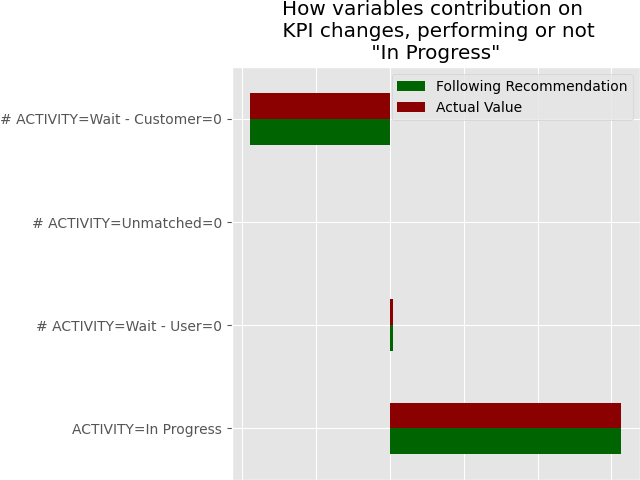 How variables contribution on
KPI changes, performing or not
"In Progress"
Following Recommendation
Actual Value
# ACTIVITY=Wait - Customer=0
# ACTIVITY=Unmatched=0
# ACTIVITY=Wait - User=0
ACTIVITY=In Progress